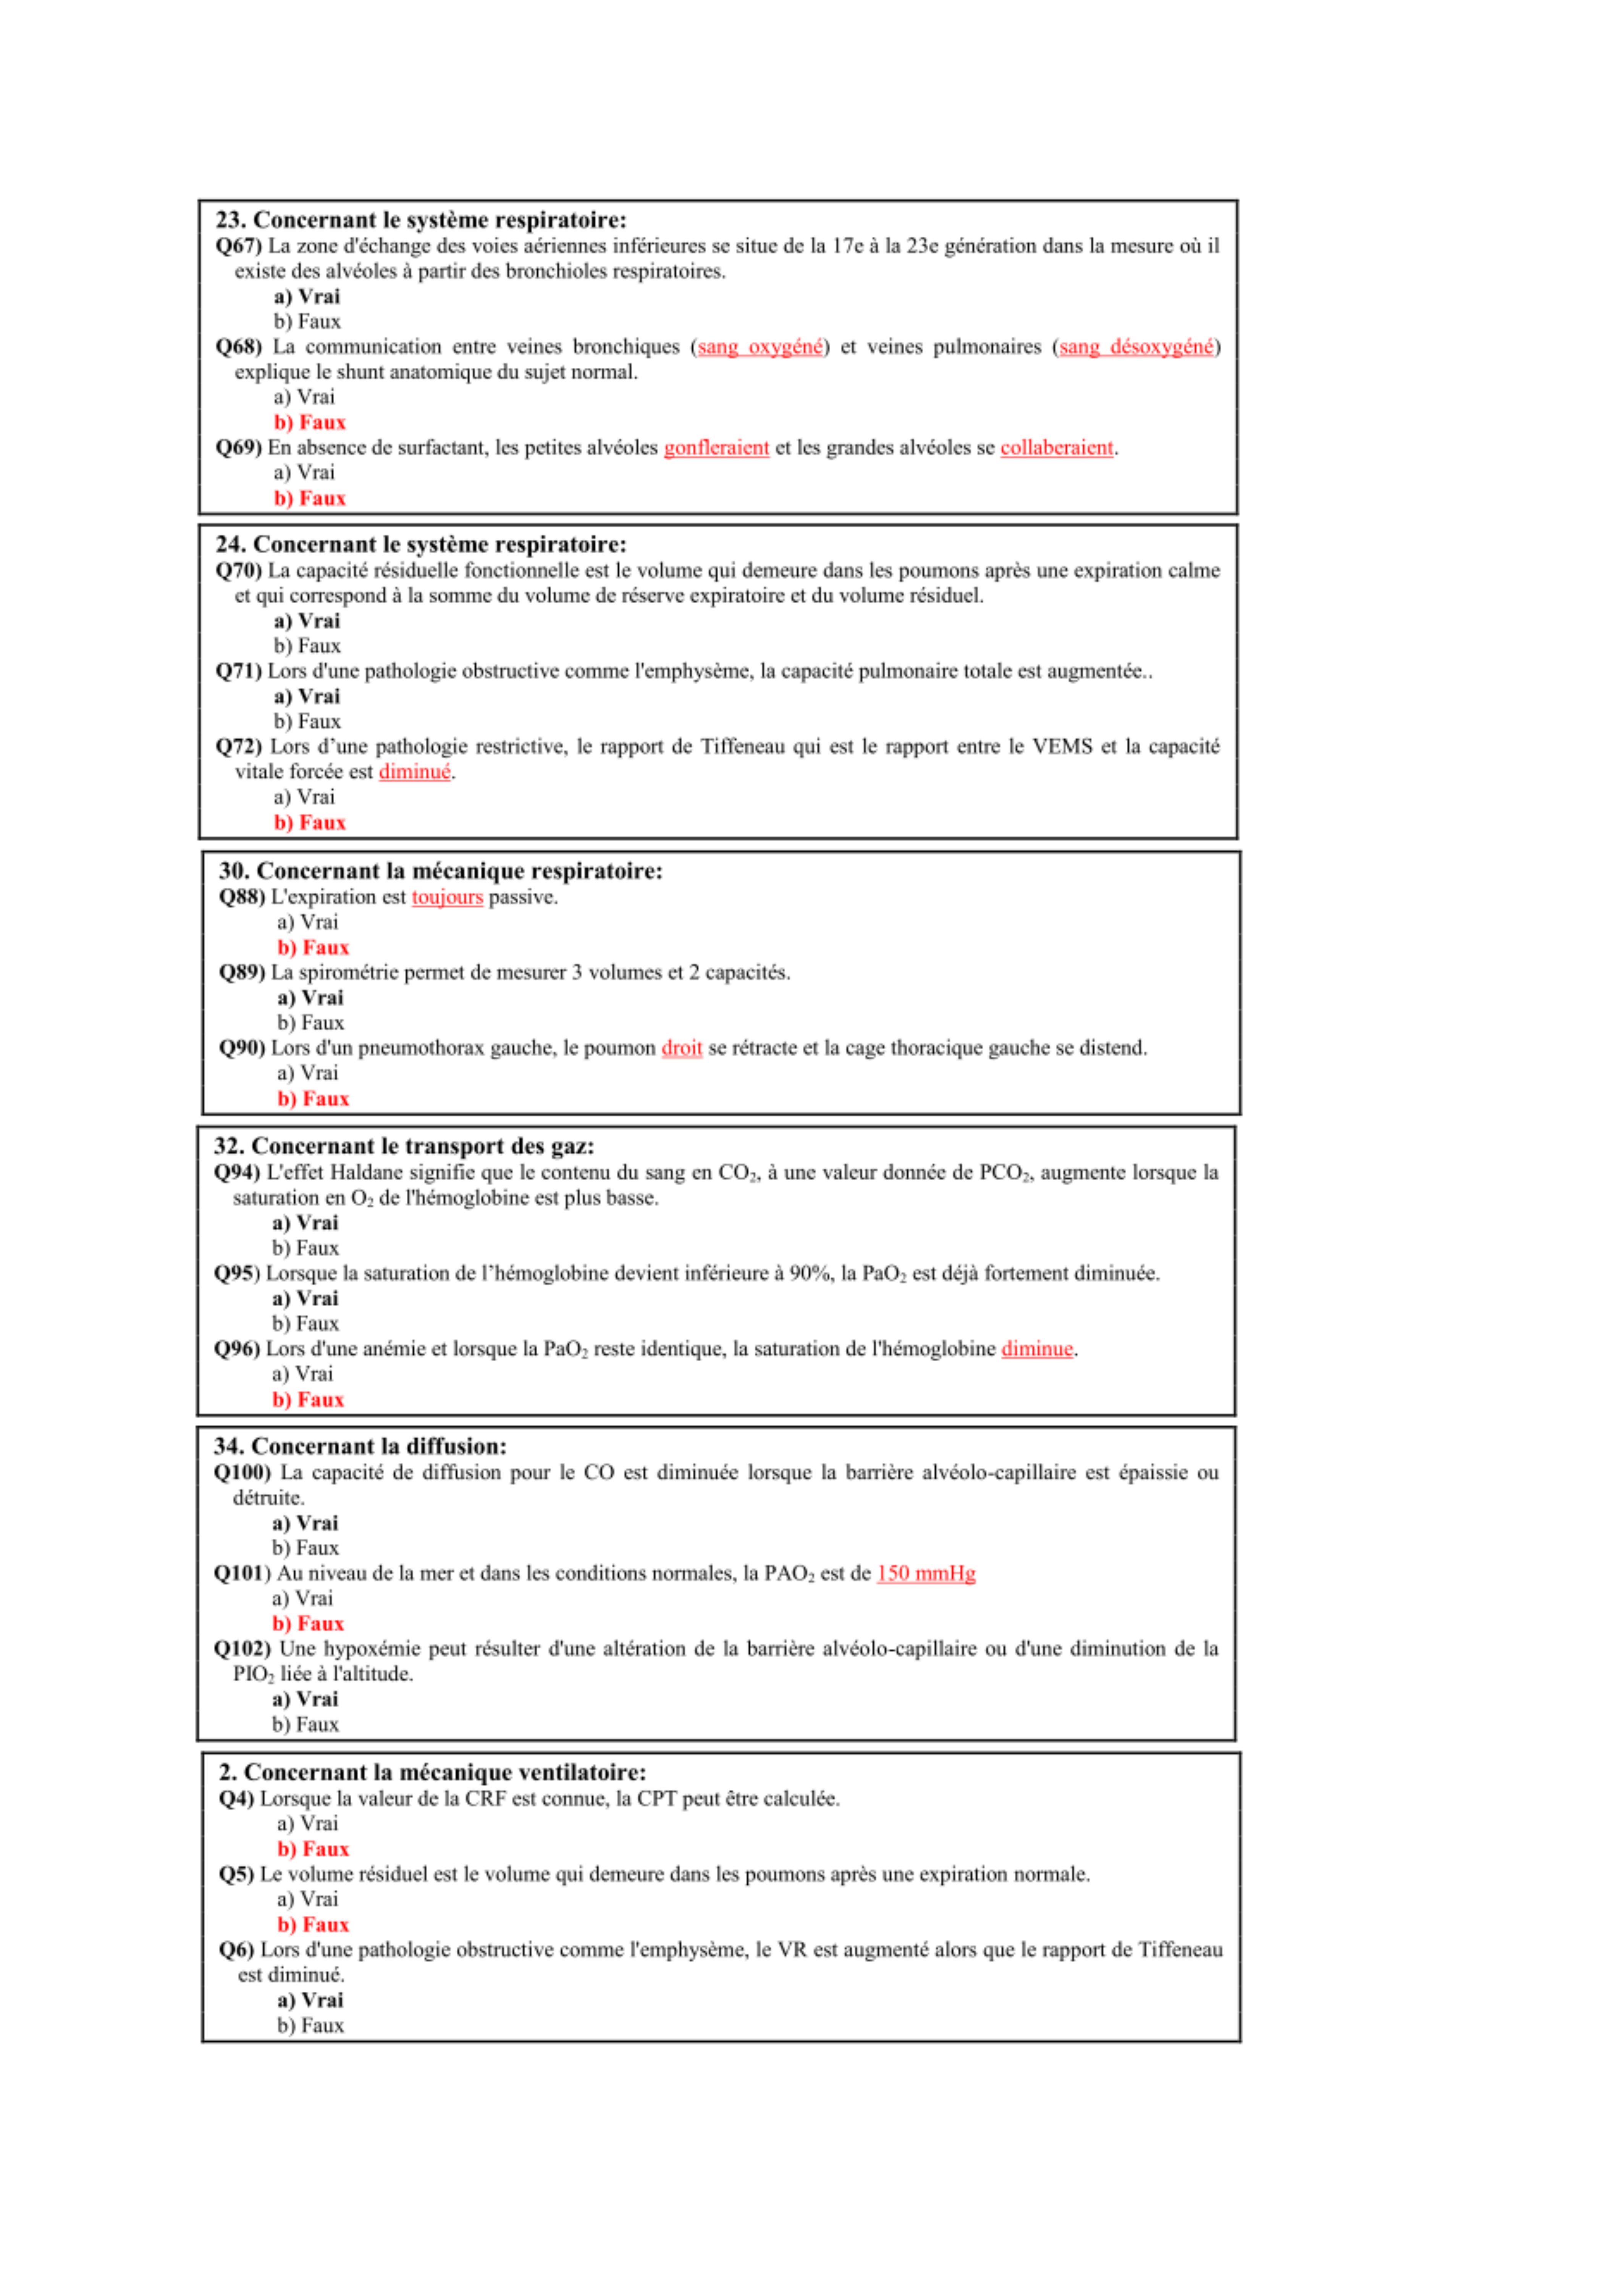 23. Concernant le système respiratoire:
Q67) La zone d'échange des voies aériennes inférieures se situe de la 17e à la 23e génération dans la mesure où il
existe des alvéoles à partir des bronchioles respiratoires.
a) Vrai
b) Faux
Q68) La communication entre veines bronchiques (sang oxygéné) et veines pulmonaires (sang désoxygéné)
explique le shunt anatomique du sujet normal.
a) Vrai
b) Faux
Q69) En absence de surfactant, les petites alvéoles gonfleraient et les grandes alvéoles se collaberaient.
a) Vrai
b) Faux
24. Concernant le système respiratoire:
Q70) La capacité résiduelle fonctionnelle est le volume qui demeure dans les poumons après une expiration calme
et qui correspond à la somme du volume de réserve expiratoire et du volume résiduel.
a) Vrai
b) Faux
Q71) Lors d'une pathologie obstructive comme l'emphysème, la capacité pulmonaire totale est augmentée..
a) Vrai
b) Faux
Q72) Lors d’une pathologie restrictive, le rapport de Tiffeneau qui est le rapport entre le VEMS et la capacité
vitale forcée est diminué.
a) Vrai
b) Faux
30. Concernant la mécanique respiratoire:
Q88) L'expiration est toujours passive.
a) Vrai
b) Faux
Q89) La spirométrie permet de mesurer 3 volumes et 2 capacités.
a) Vrai
b) Faux
Q90) Lors d'un pneumothorax gauche, le poumon droit se rétracte et la cage thoracique gauche se distend.
a) Vrai
b) Faux
32. Concernant le transport des gaz:
Q94) L'effet Haldane signifie que le contenu du sang en CO₂, à une valeur donnée de PCO₂, augmente lorsque la
saturation en O₂ de l'hémoglobine est plus basse.
a) Vrai
b) Faux
Q95) Lorsque la saturation de l’hémoglobine devient inférieure à 90%, la PaO₂ est déjà fortement diminuée.
a) Vrai
b) Faux
Q96) Lors d'une anémie et lorsque la PaO₂ reste identique, la saturation de l'hémoglobine diminue.
a) Vrai
b) Faux
34. Concernant la diffusion:
Q100) La capacité de diffusion pour le CO est diminuée lorsque la barrière alvéolo-capillaire est épaissie ou
détruite.
a) Vrai
b) Faux
Q101) Au niveau de la mer et dans les conditions normales, la PAO₂ est de 150 mmHg
a) Vrai
b) Faux
Q102) Une hypoxémie peut résulter d'une altération de la barrière alvéolo-capillaire ou d'une diminution de la
PIO₂ liée à l'altitude.
a) Vrai
b) Faux
2. Concernant la mécanique ventilatoire:
Q4) Lorsque la valeur de la CRF est connue, la CPT peut être calculée.
a) Vrai
b) Faux
Q5) Le volume résiduel est le volume qui demeure dans les poumons après une expiration normale.
a) Vrai
b) Faux
Q6) Lors d'une pathologie obstructive comme l'emphysème, le VR est augmenté alors que le rapport de Tiffeneau
est diminué.
a) Vrai
b) Faux